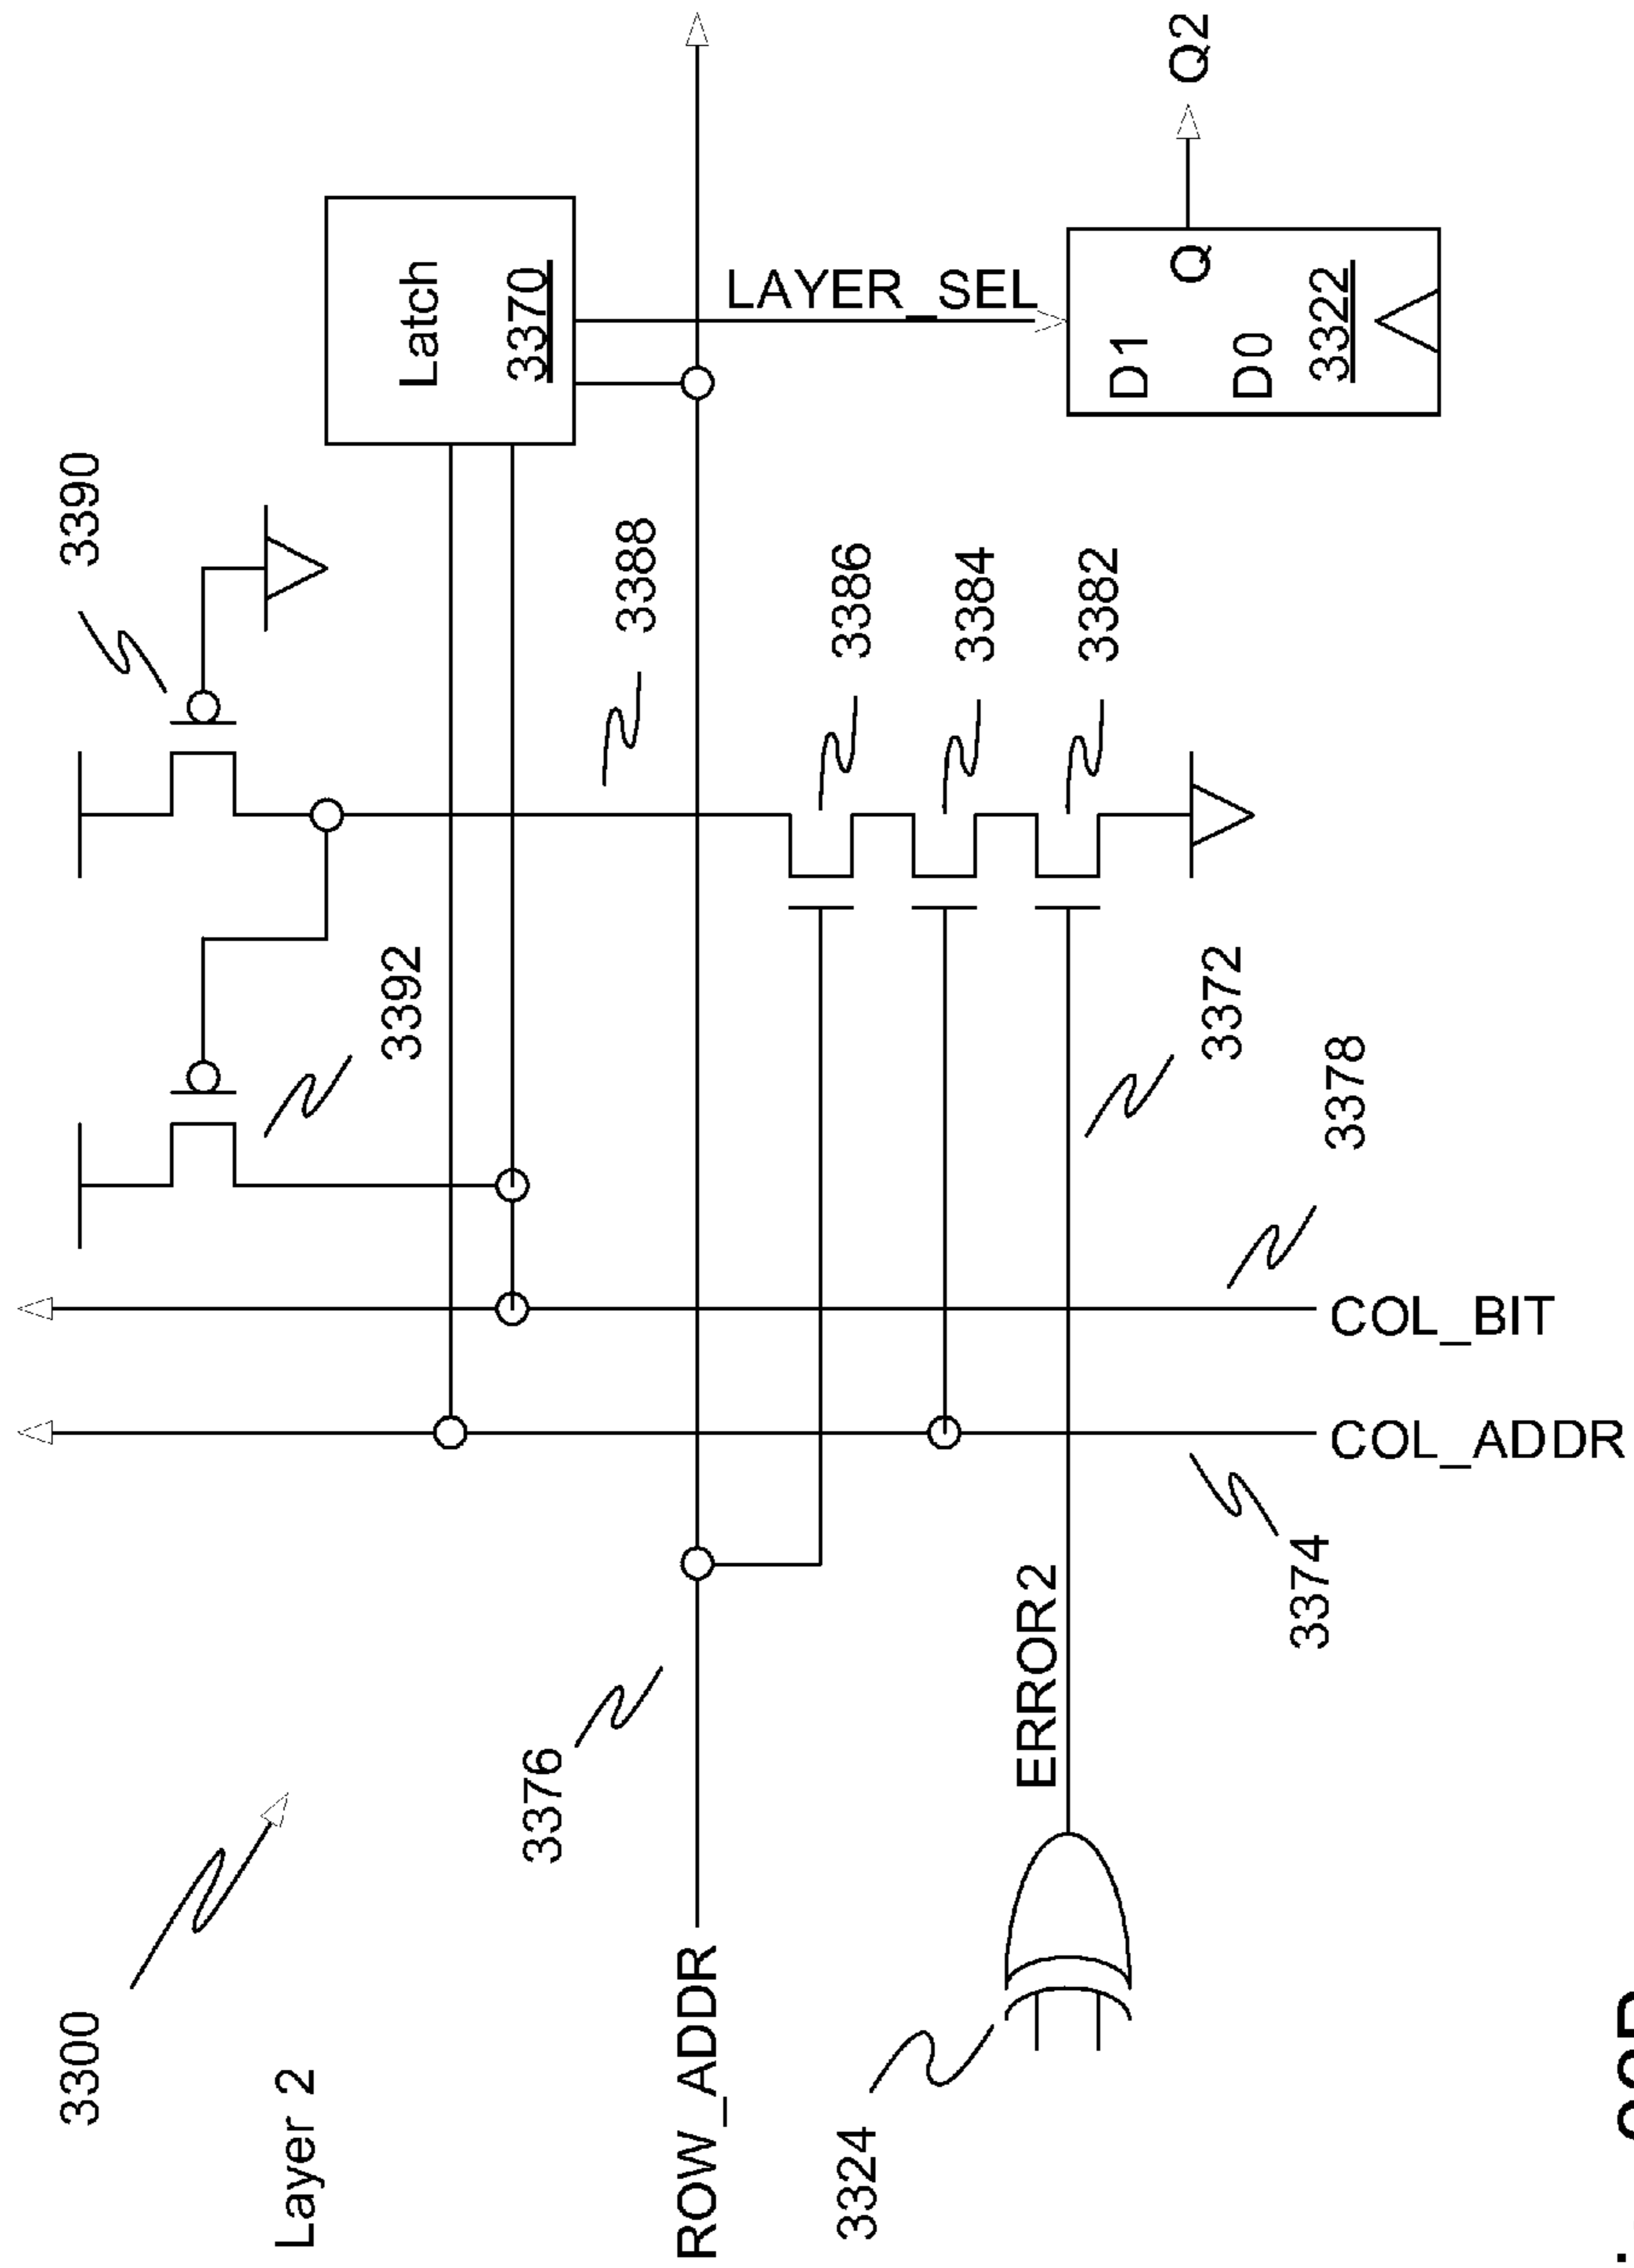 3300
3390
Layer 2
3392
Latch
3370
3376
3388
ROW_ADDR
LAYER_SEL
3324
3386
3384
ERROR2
3382
D1
Q
Q2
3372
D0
3374
3322
3378
COL_ADDR
COL_BIT